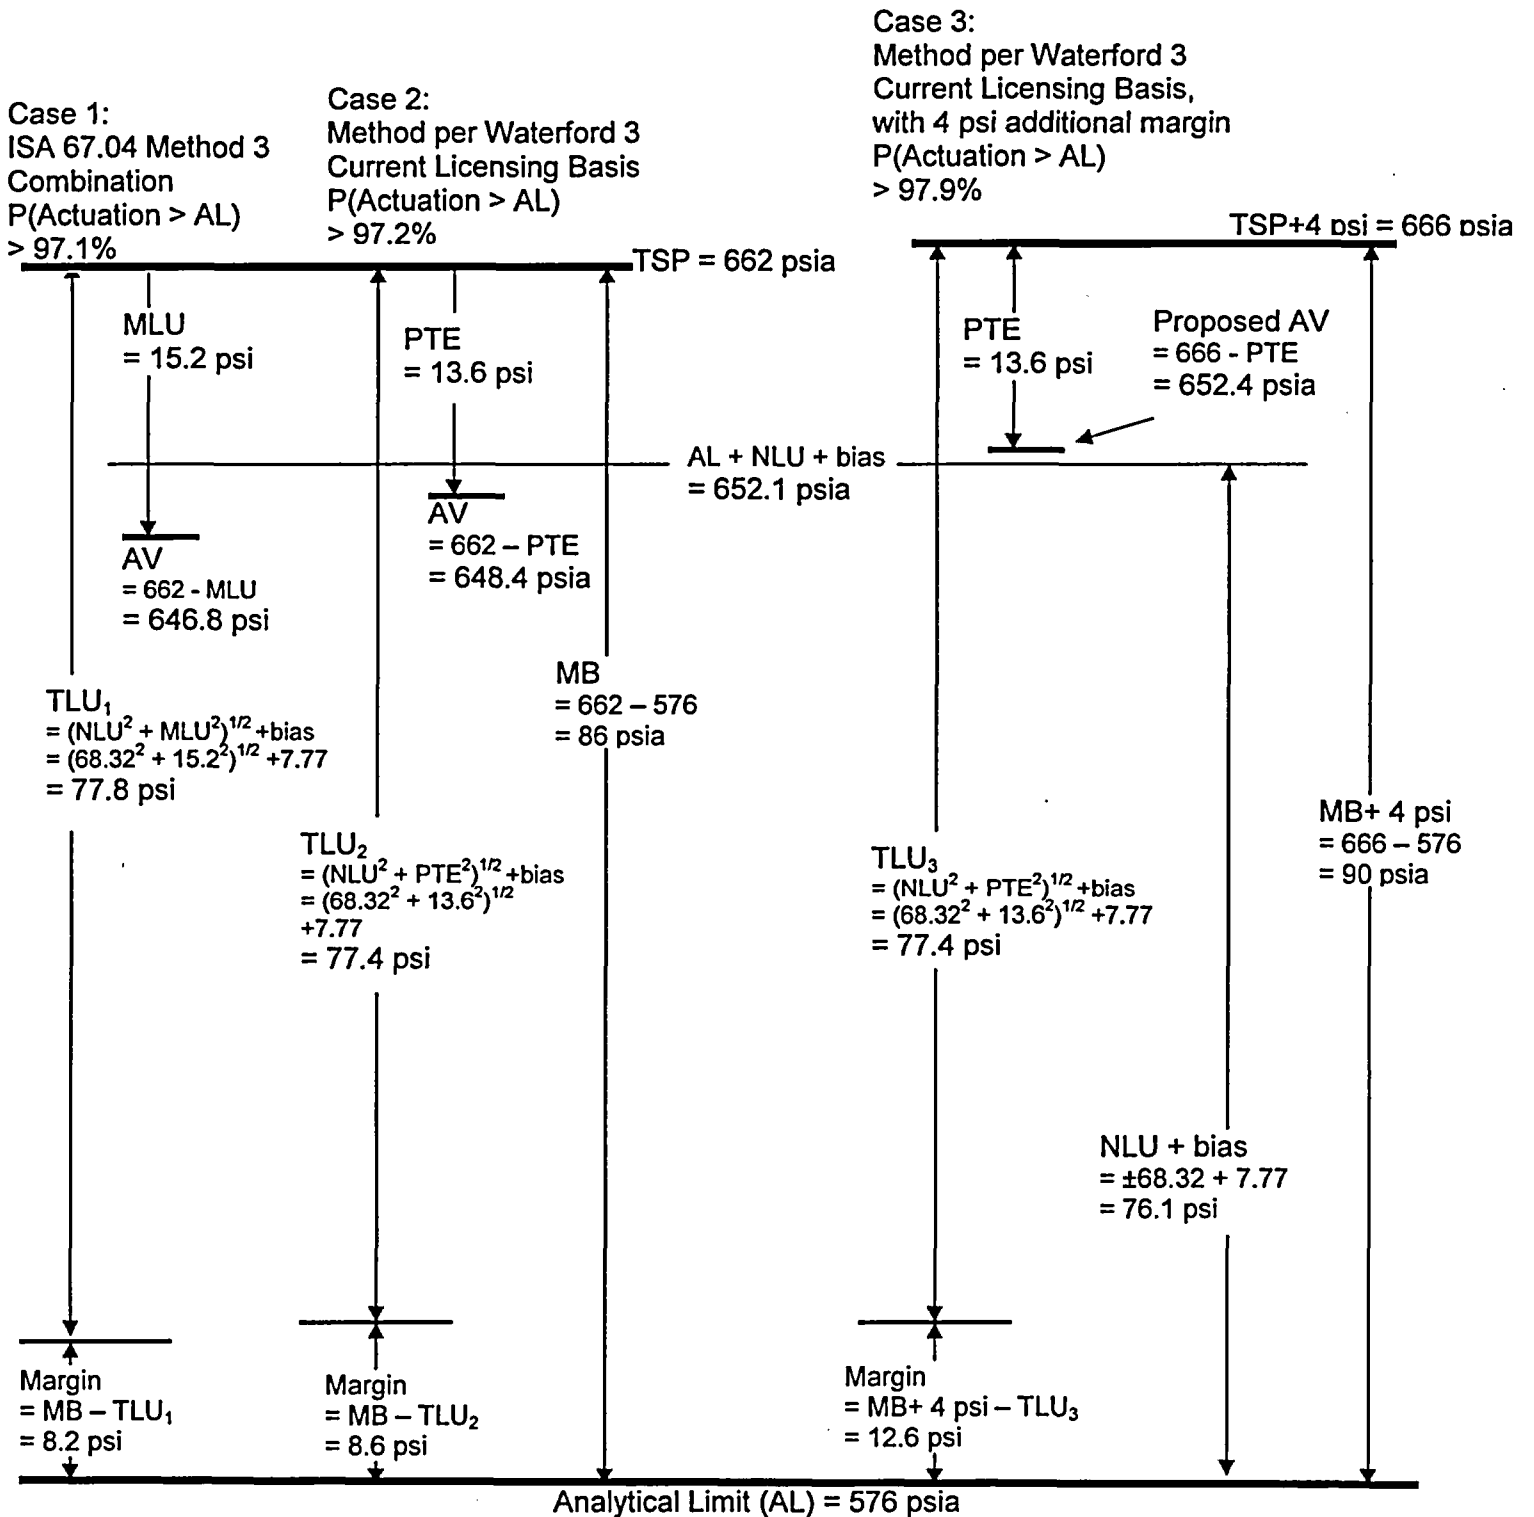 Case 1:
ISA 67.04 Method 3
Combination
P(Actuation > AL)
> 97.1%
Case 2:
Method per Waterford 3
Current Licensing Basis
P(Actuation > AL)
> 97.2%
Case 3:
Method per Waterford 3
Current Licensing Basis,
with 4 psi additional margin
P(Actuation > AL)
> 97.9%
TSP = 662 psia
TSP+4 psi = 666 psia
MLU
= 15.2 psi
PTE
= 13.6 psi
PTE
= 13.6 psi
Proposed AV
= 666 - PTE
= 652.4 psia
AL + NLU + bias
= 652.1 psia
AV
= 662 - MLU
= 646.8 psi
AV
= 662 – PTE
= 648.4 psia
MB
= 662 – 576
= 86 psia
TLU₁
= (NLU² + MLU²)^1/2 +bias
= (68.32² + 15.2²)^1/2 +7.77
= 77.8 psi
TLU₂
= (NLU² + PTE²)^1/2 +bias
= (68.32² + 13.6²)^1/2
+7.77
= 77.4 psi
TLU₃
= (NLU² + PTE²)^1/2 +bias
= (68.32² + 13.6²)^1/2 +7.77
= 77.4 psi
MB+ 4 psi
= 666 – 576
= 90 psia
NLU + bias
= ±68.32 + 7.77
= 76.1 psi
Margin
= MB – TLU₁
= 8.2 psi
Margin
= MB – TLU₂
= 8.6 psi
Margin
= MB+ 4 psi – TLU₃
= 12.6 psi
Analytical Limit (AL) = 576 psia